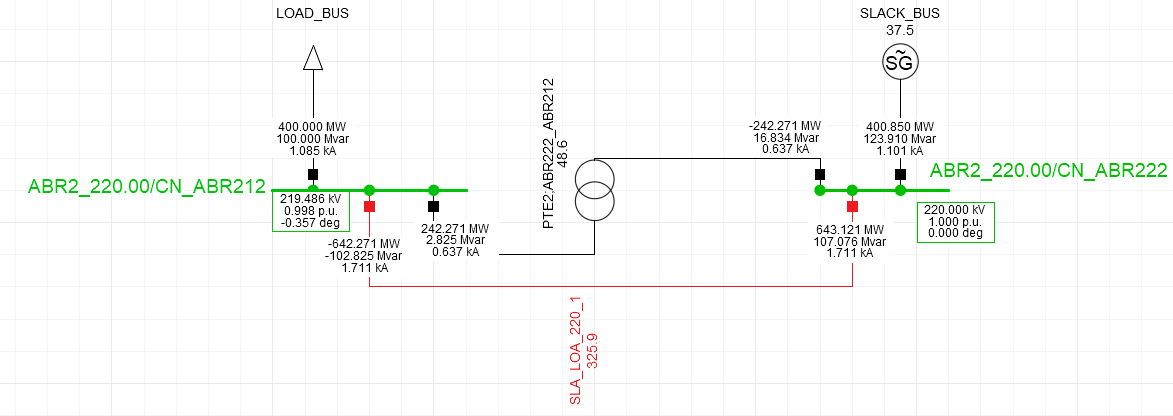 LOAD_BUS
SLACK_BUS
37.5
SG
400.000 MW
100.000 Mvar
1.085 kA
PTE2;ABR222_ABR212
48.6
-242.271 MW
16.834 Mvar
0.637 kA
400.850 MW
123.910 Mvar
1.101 kA
ABR2_220.00/CN_ABR212
ABR2_220.00/CN_ABR222
219.486 kV
0.998 p.u.
-0.357 deg
220.000 kV
1.000 p.u.
0.000 deg
-642.271 MW
-102.825 Mvar
1.711 kA
242.271 MW
2.825 Mvar
0.637 kA
643.121 MW
107.076 Mvar
1.711 kA
SLA_LOA_220_1
325.9